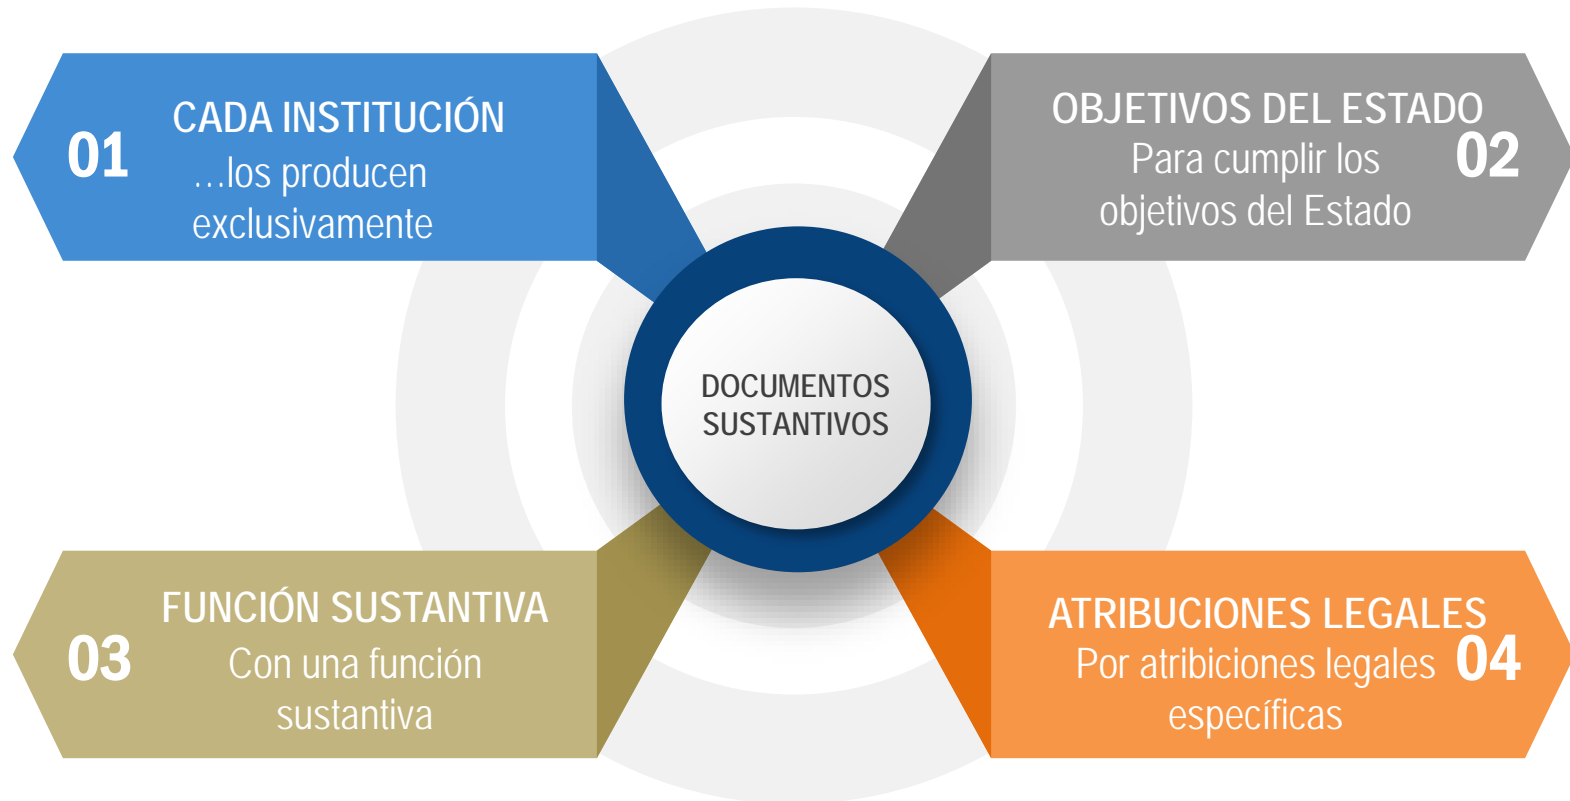 01
CADA INSTITUCIÓN
…los producen
exclusivamente
OBJETIVOS DEL ESTADO
Para cumplir los
objetivos del Estado
02
DOCUMENTOS
SUSTANTIVOS
03
FUNCIÓN SUSTANTIVA
Con una función
sustantiva
ATRIBUCIONES LEGALES
Por atribiciones legales
específicas
04